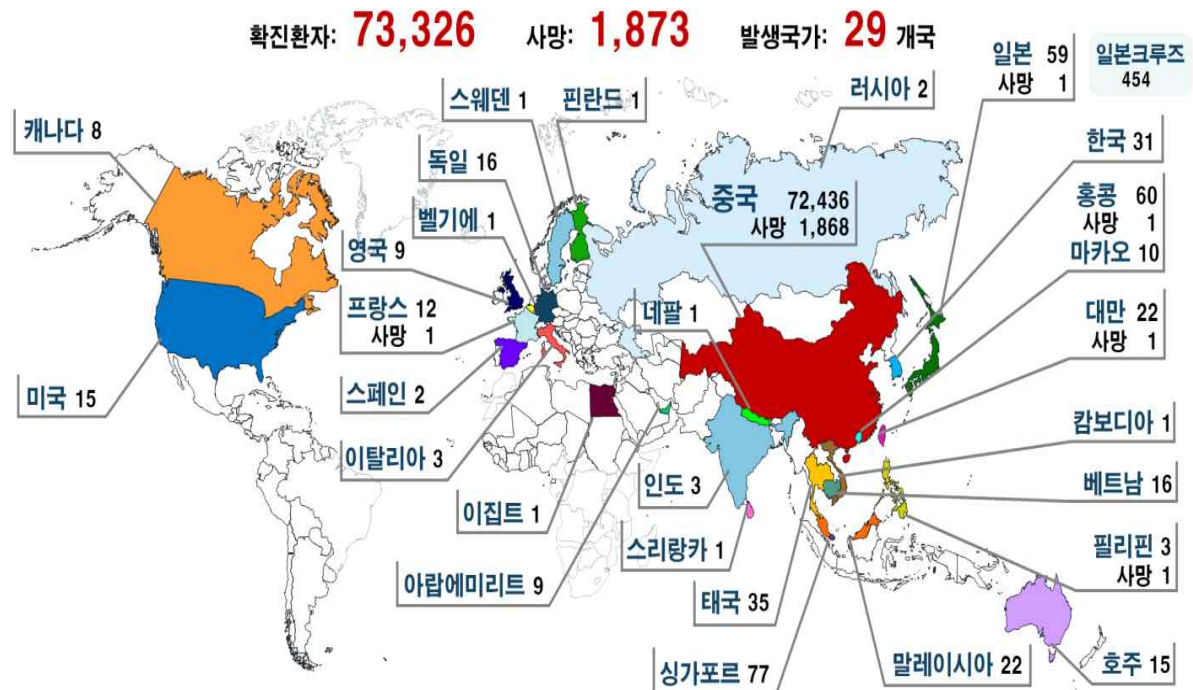 확진환자: 73,326 사망: 1,873 발생국가: 29 개국
일본 59
사망 1
일본크루즈
454
스웨덴 1
핀란드 1
러시아 2
캐나다 8
독일 16
한국 31
중국 72,436
사망 1,868
홍콩 60
사망 1
벨기에 1
영국 9
마카오 10
프랑스 12
사망 1
네팔 1
대만 22
사망 1
미국 15
스페인 2
캄보디아 1
이탈리아 3
인도 3
베트남 16
이집트 1
스리랑카 1
필리핀 3
사망 1
아랍에미리트 9
태국 35
싱가포르 77
말레이시아 22
호주 15